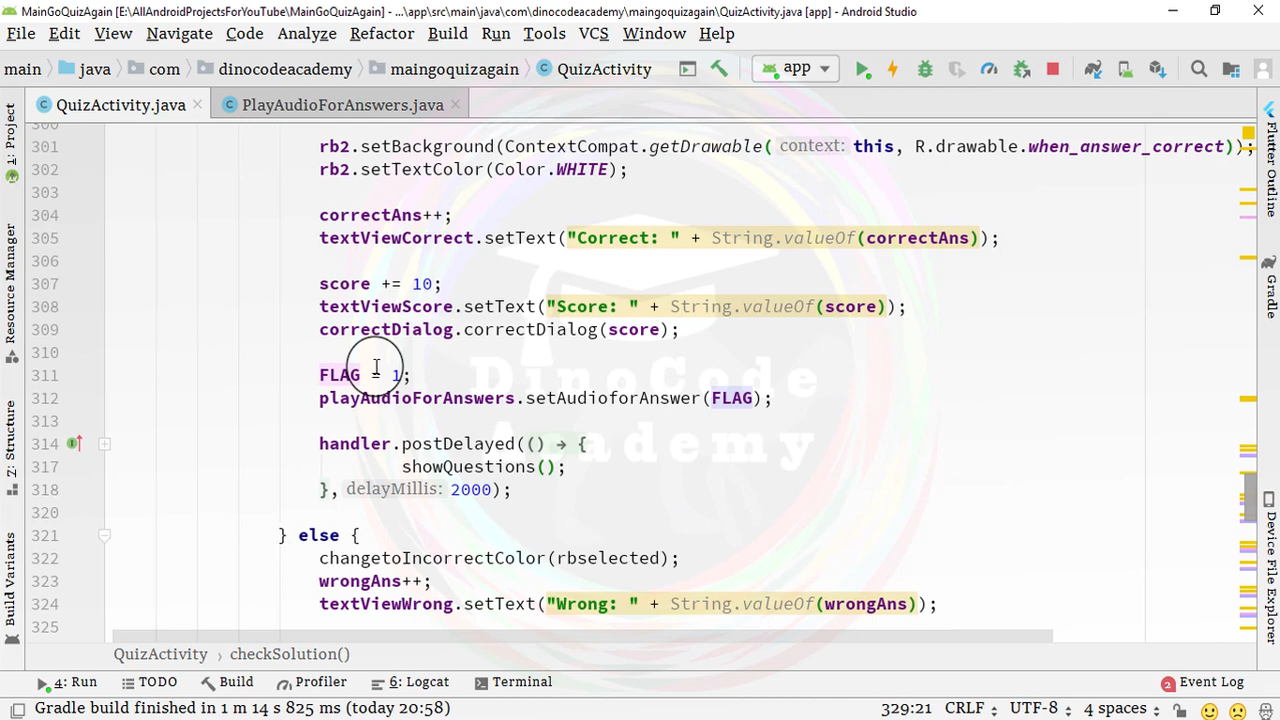 MainGoQuizAgain [E:\AllAndroidProjectsForYouTube\MainGoQuizAgain] - ...\app\src\main\java\com\dinocodeacademy\maingoquizagain\QuizActivity.java [app] - Android Studio
File Edit View Navigate Code Analyze Refactor Build Run Tools VCS Window Help
main java com dinocodeacademy maingoquizagain QuizActivity app
QuizActivity.java PlayAudioForAnswers.java
300
301 rb2.setBackground(ContextCompat.getDrawable( context: this, R.drawable.when_answer_correct));
302 rb2.setTextColor(Color.WHITE);
303
304 correctAns++;
305 textViewCorrect.setText("Correct: " + String.valueOf(correctAns));
306
307 score += 10;
308 textViewScore.setText("Score: " + String.valueOf(score));
309 correctDialog.correctDialog(score);
310
311 FLAG = 1;
312 playAudioForAnswers.setAudioforAnswer(FLAG);
313
314 handler.postDelayed(() → {
317 showQuestions();
318 }, delayMillis: 2000);
320
321 } else {
322 changetoIncorrectColor(rbselected);
323 wrongAns++;
324 textViewWrong.setText("Wrong: " + String.valueOf(wrongAns));
325
DinoCode
Academy
1: Project
Resource Manager
Z: Structure
Build Variants
Flutter Outline
Gradle
Device File Explorer
QuizActivity › checkSolution()
4: Run TODO Build Profiler 6: Logcat Terminal 2 Event Log
Gradle build finished in 1 m 14 s 825 ms (today 20:58) 329:21 CRLF UTF-8 4 spaces